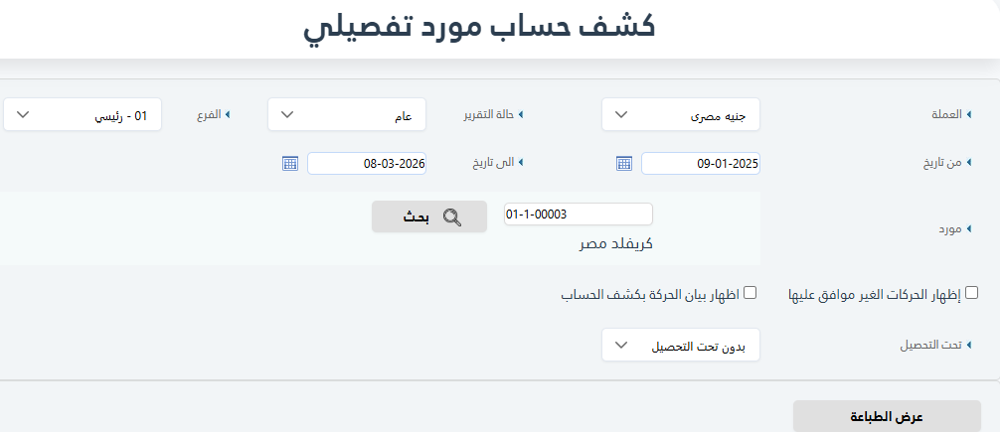 كشف حساب مورد تفصيلي
العملة جنيه مصرى حالة التقرير عام الفرع 01 - رئيسي
من تاريخ 09-01-2025 الى تاريخ 08-03-2026
مورد 01-1-00003 بحث
كريفلد مصر
إظهار الحركات الغير موافق عليها اظهار بيان الحركة بكشف الحساب
تحت التحصيل بدون تحت التحصيل
عرض الطباعة